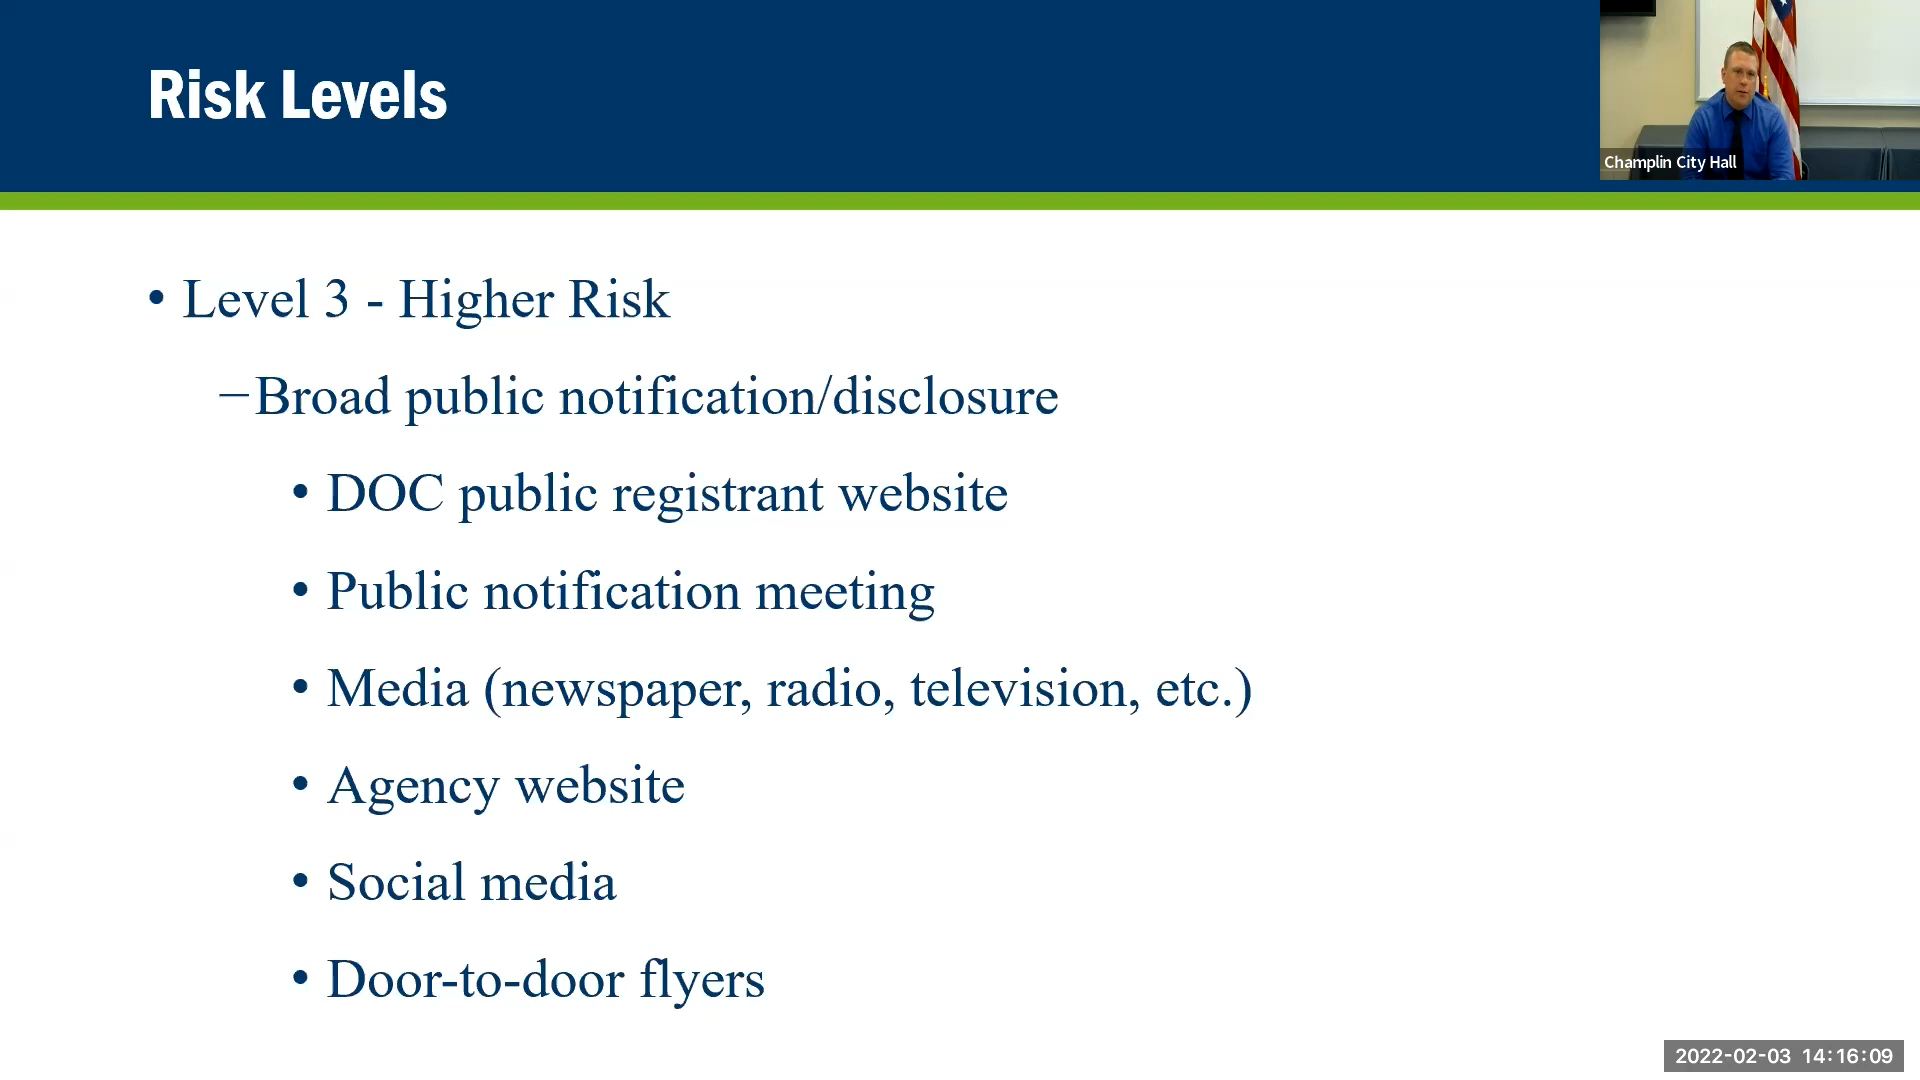 Risk Levels
Champlin City Hall
• Level 3 - Higher Risk
–Broad public notification/disclosure
• DOC public registrant website
• Public notification meeting
• Media (newspaper, radio, television, etc.)
• Agency website
• Social media
• Door-to-door flyers
2022-02-03 14:16:09